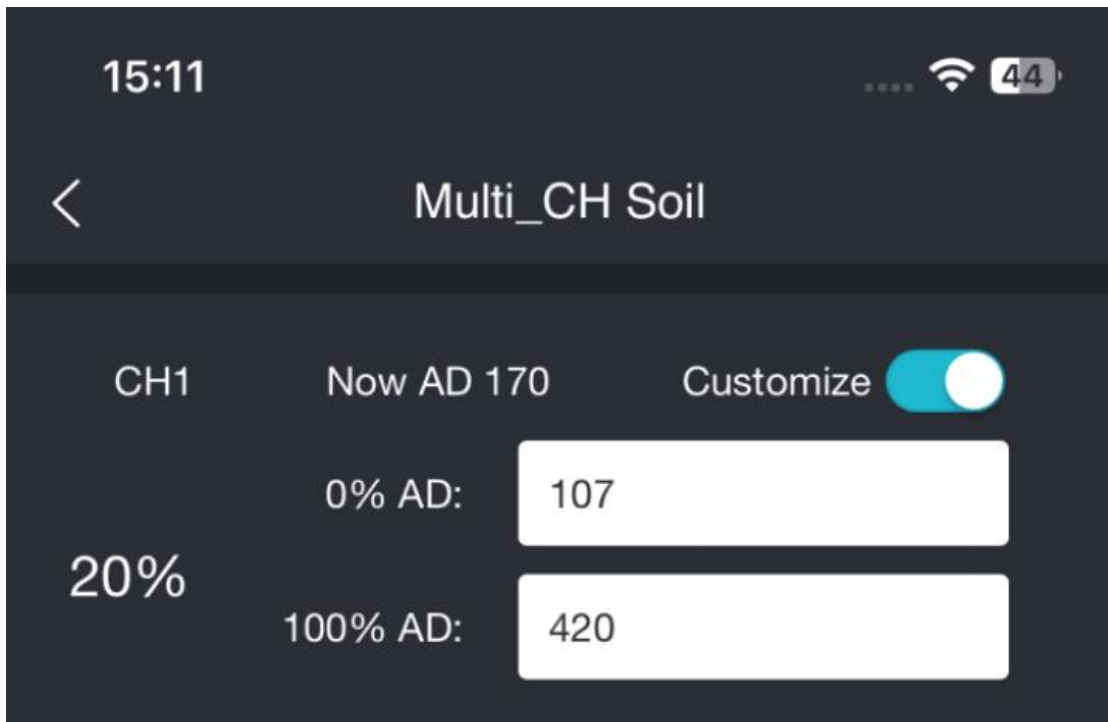 15:11 44
Multi_CH Soil
CH1 Now AD 170 Customize
0% AD: 107
20%
100% AD: 420